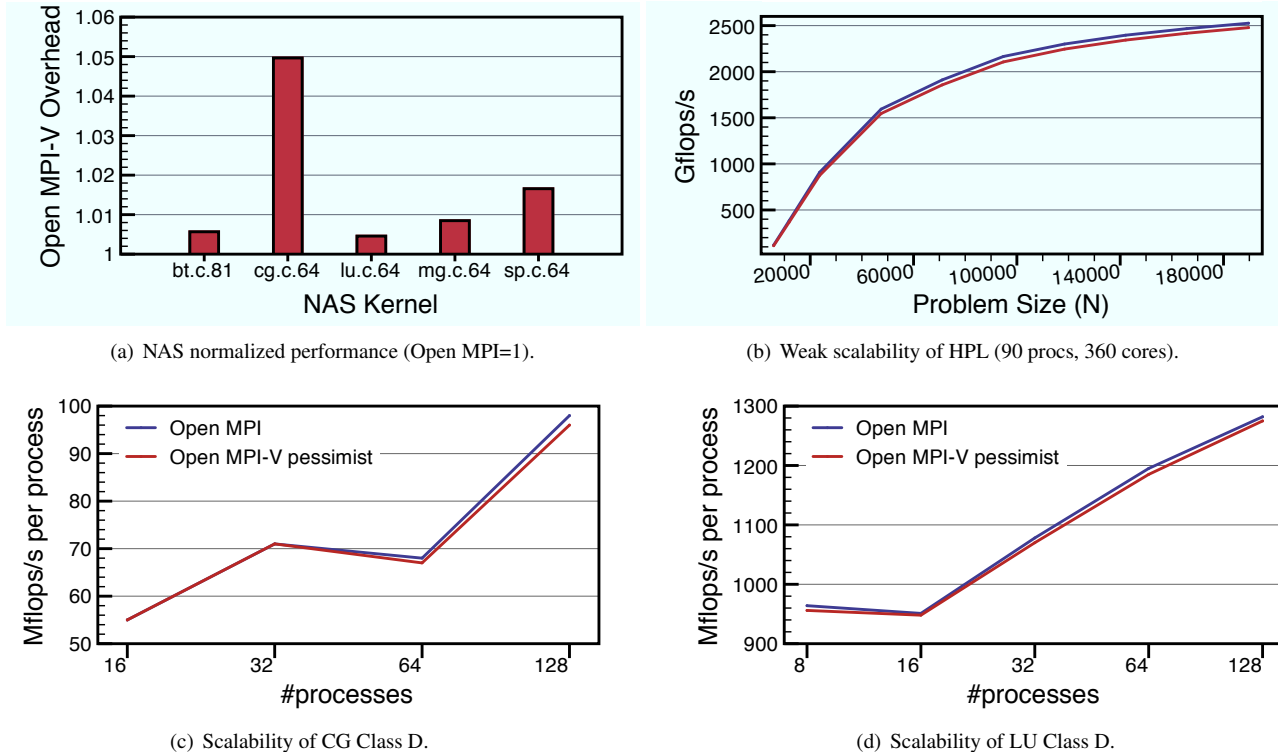 Open MPI-V Overhead
1.06
1.05
1.04
1.03
1.02
1.01
1
bt.c.81 cg.c.64 lu.c.64 mg.c.64 sp.c.64
NAS Kernel
(a) NAS normalized performance (Open MPI=1).
Gflops/s
2500
2000
1500
1000
500
20000 60000 100000 140000 180000
Problem Size (N)
(b) Weak scalability of HPL (90 procs, 360 cores).
Mflops/s per process
100
90
80
70
60
50
Open MPI
Open MPI-V pessimist
16 32 64 128
#processes
(c) Scalability of CG Class D.
Mflops/s per process
1300
1200
1100
1000
900
Open MPI
Open MPI-V pessimist
8 16 32 64 128
#processes
(d) Scalability of LU Class D.